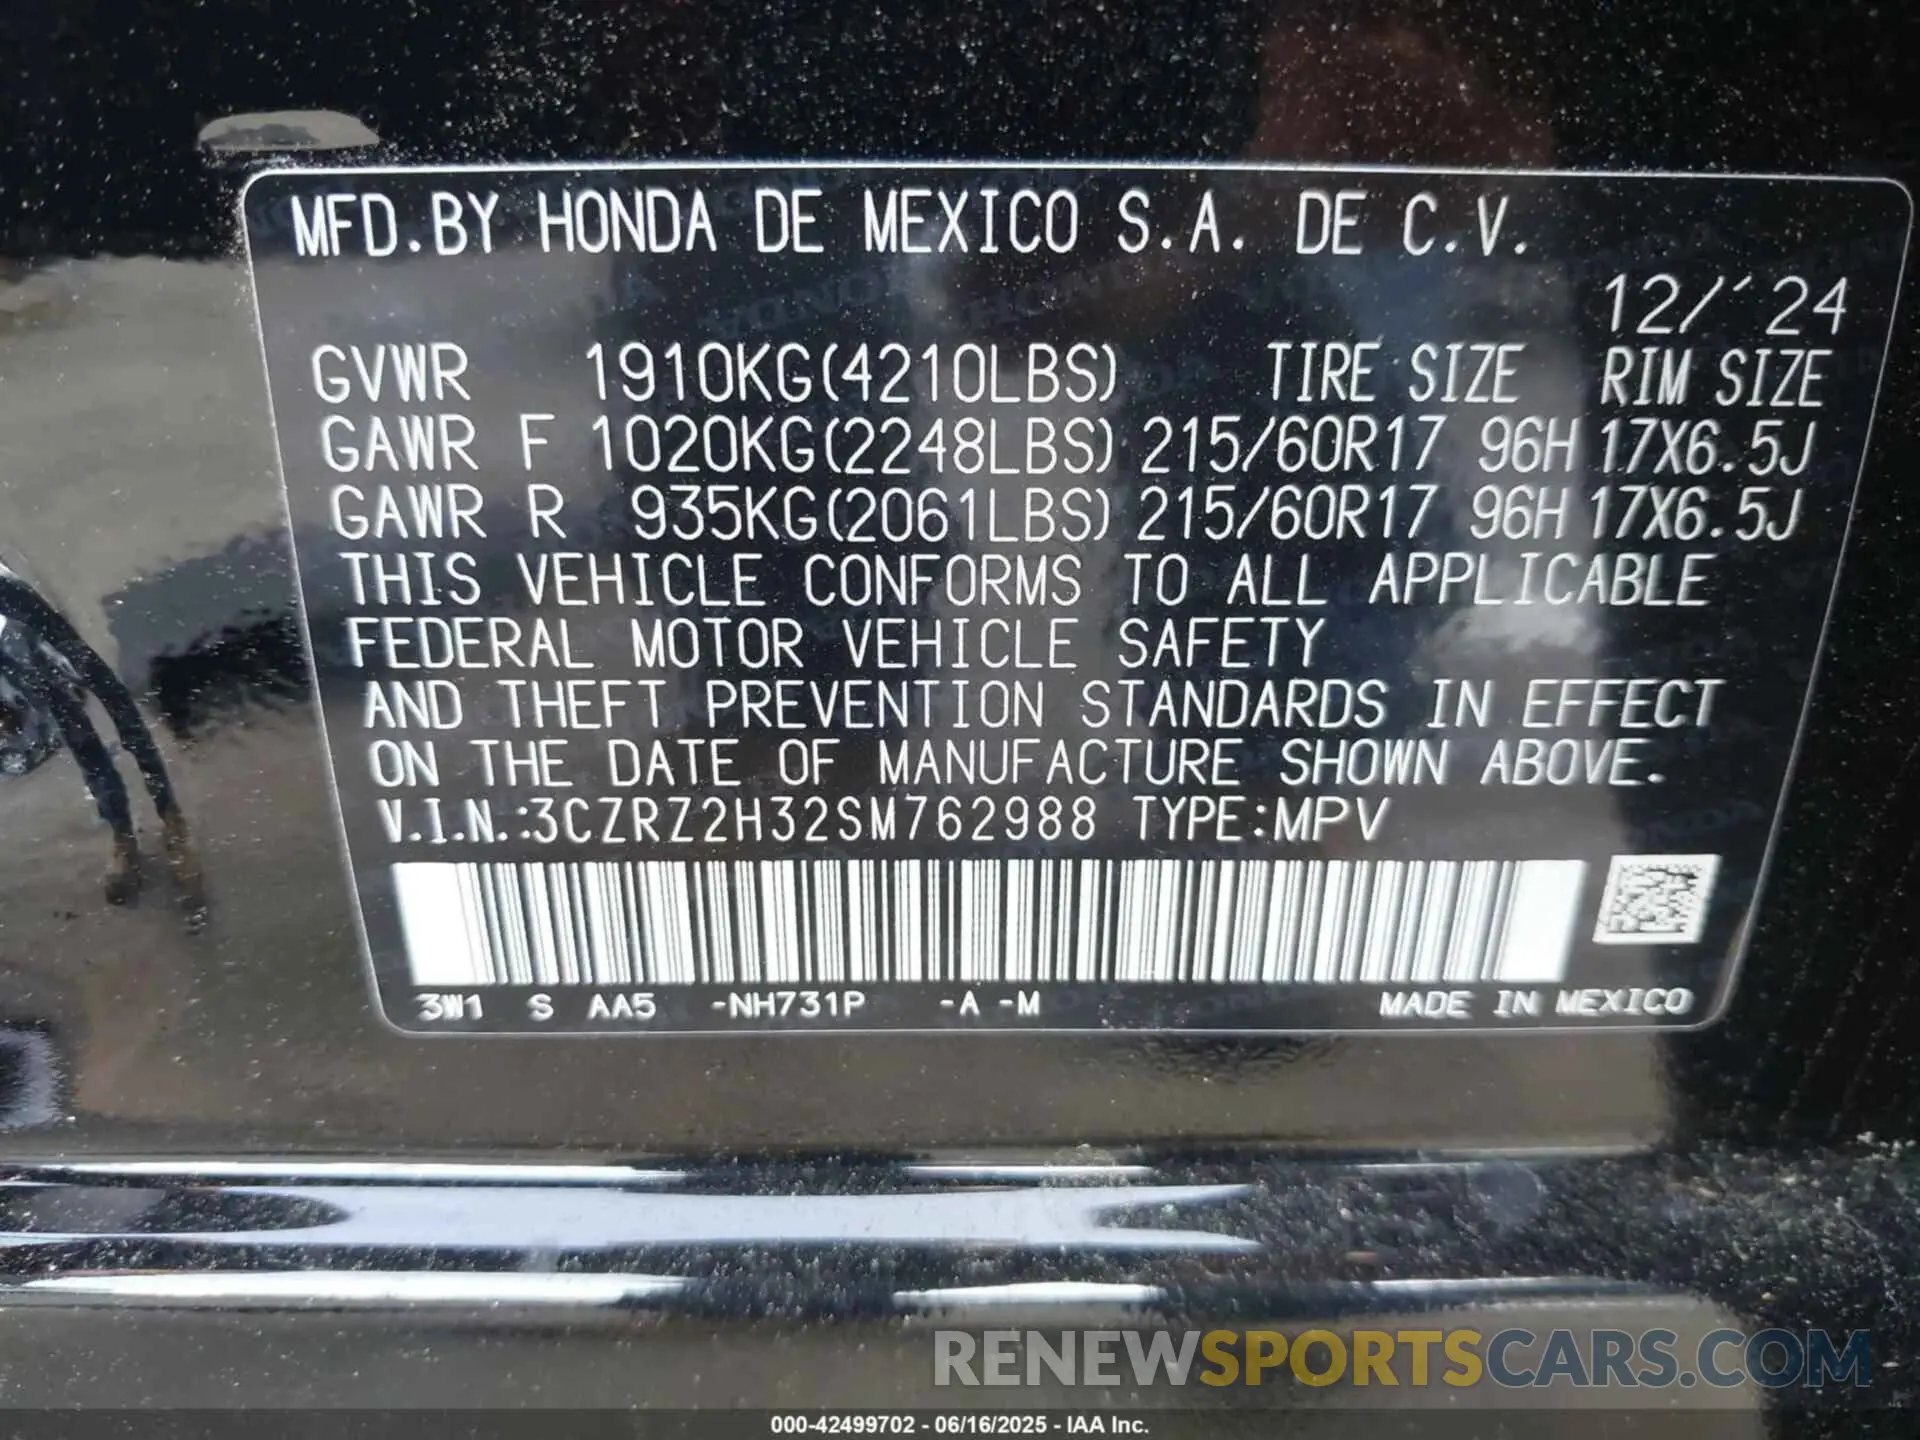 MFD.BY HONDA DE MEXICO S.A. DE C.V.
12/´24
GVWR 1910KG(4210LBS) TIRE SIZE RIM SIZE
GAWR F 1020KG(2248LBS) 215/60R17 96H 17X6.5J
GAWR R 935KG(2061LBS) 215/60R17 96H 17X6.5J
THIS VEHICLE CONFORMS TO ALL APPLICABLE
FEDERAL MOTOR VEHICLE SAFETY
AND THEFT PREVENTION STANDARDS IN EFFECT
ON THE DATE OF MANUFACTURE SHOWN ABOVE.
V.I.N.:3CZRZ2H32SM762988 TYPE:MPV
3W1 S AA5 -NH731P -A -M MADE IN MEXICO
RENEWSPORTSCARS.COM
000-42499702 - 06/16/2025 - IAA Inc.